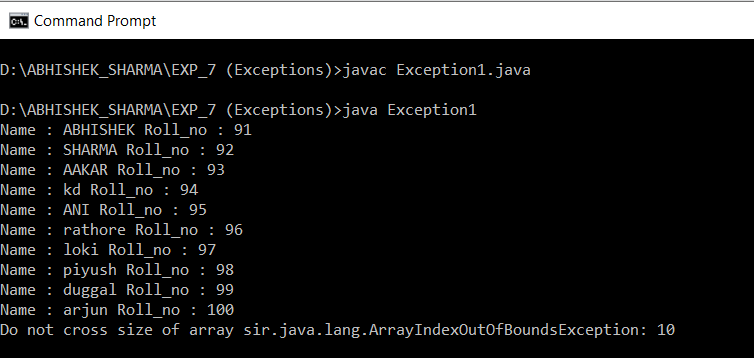 Command Prompt
D:\ABHISHEK_SHARMA\EXP_7 (Exceptions)>javac Exception1.java
D:\ABHISHEK_SHARMA\EXP_7 (Exceptions)>java Exception1
Name : ABHISHEK Roll_no : 91
Name : SHARMA Roll_no : 92
Name : AAKAR Roll_no : 93
Name : kd Roll_no : 94
Name : ANI Roll_no : 95
Name : rathore Roll_no : 96
Name : loki Roll_no : 97
Name : piyush Roll_no : 98
Name : duggal Roll_no : 99
Name : arjun Roll_no : 100
Do not cross size of array sir.java.lang.ArrayIndexOutOfBoundsException: 10